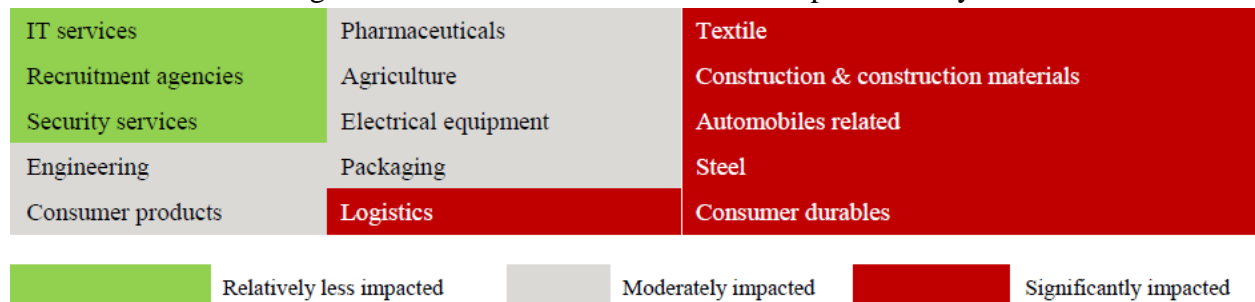 IT services Pharmaceuticals Textile
Recruitment agencies Agriculture Construction & construction materials
Security services Electrical equipment Automobiles related
Engineering Packaging Steel
Consumer products Logistics Consumer durables
Relatively less impacted Moderately impacted Significantly impacted